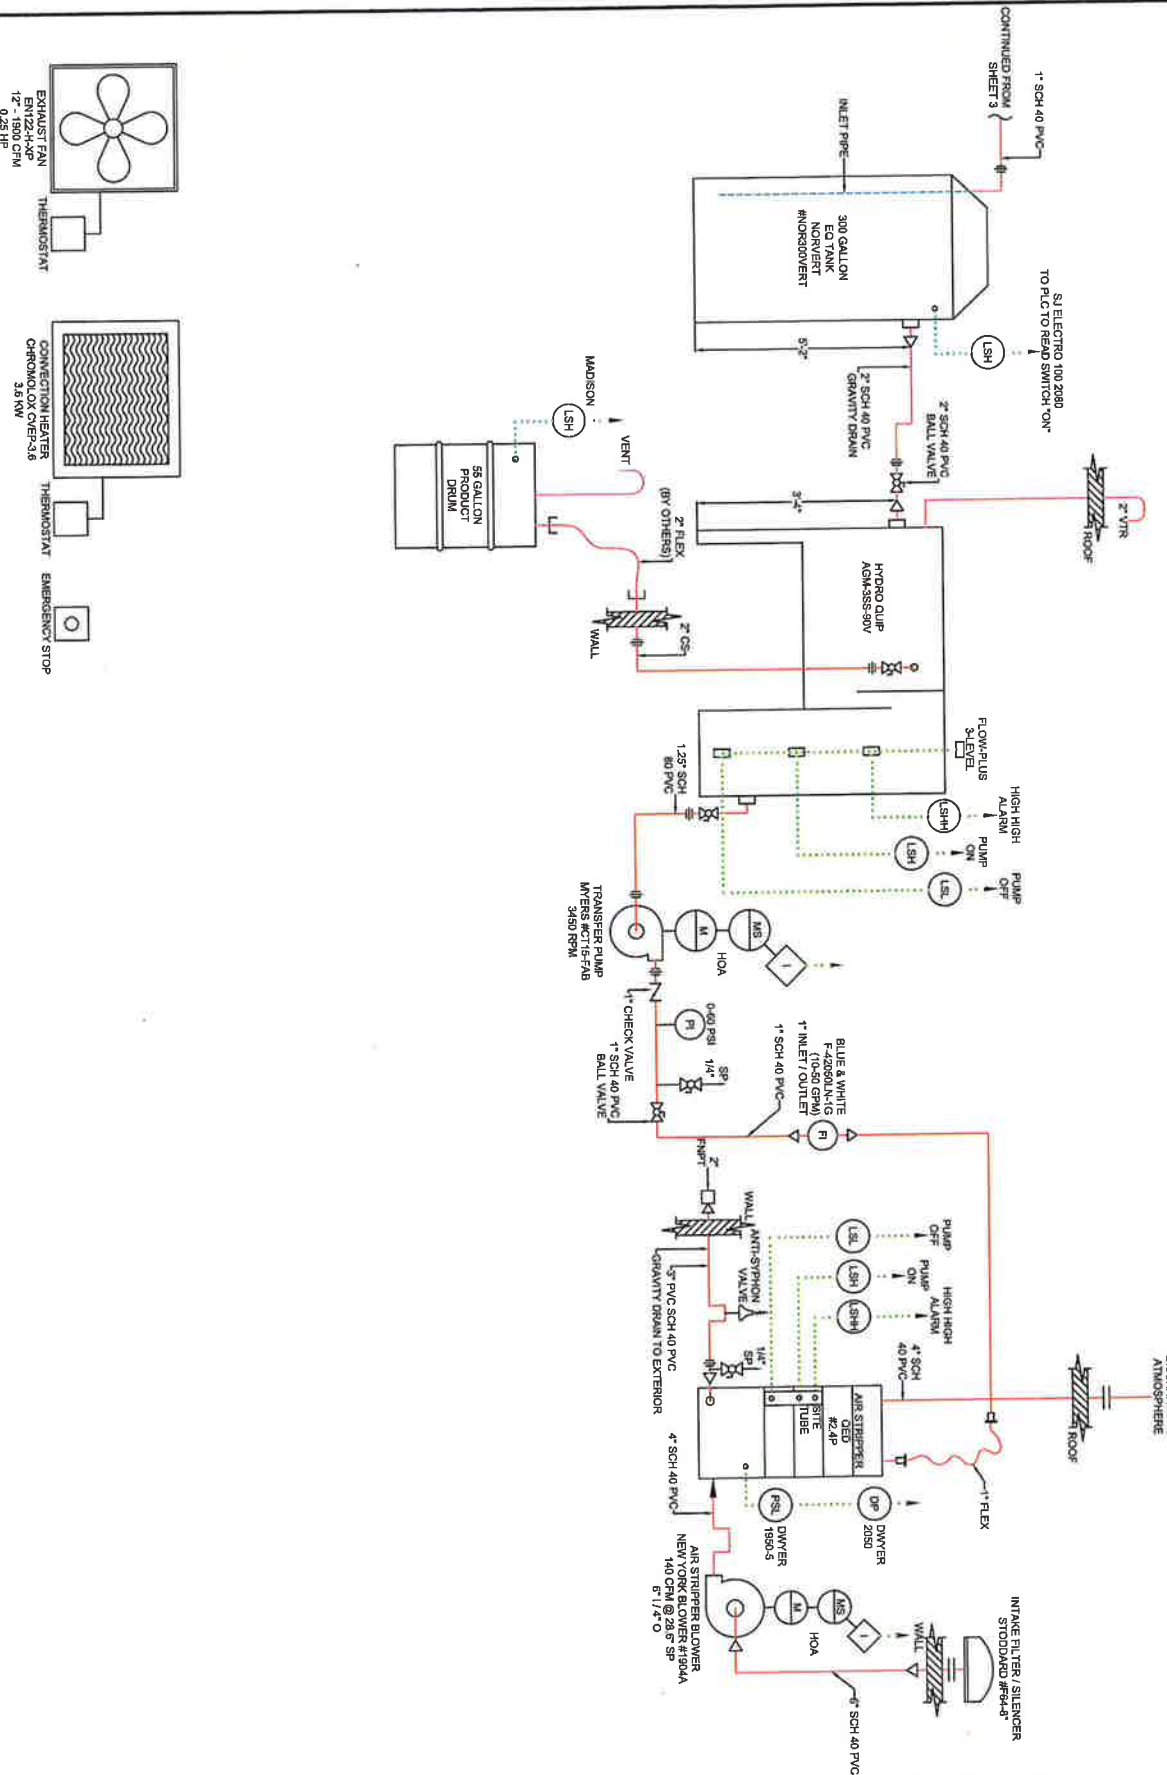 CONTINUED FROM
SHEET 3
1" SCH 40 PVC
INLET PIPE
300 GALLON
EQ TANK
NORVERT
#NOR300VERT
SJ ELECTRO 100 2080
TO PLC TO READ SWITCH "ON"
LSH
5'-2"
2" SCH 40 PVC
GRAVITY DRAIN
2" SCH 40 PVC
BALL VALVE
3'-4"
2" VTR
ROOF
HYDRO QUIP
AGM-3SS-90V
MADISON
LSH
VENT
55 GALLON
PRODUCT
DRUM
2" FLEX
(BY OTHERS)
WALL
2" CS
FLOW-PLUS
3-LEVEL
HIGH HIGH
ALARM
LSHH
PUMP
ON
LSH
PUMP
OFF
LSL
1.25" SCH
80 PVC
TRANSFER PUMP
MYERS #CT15-FAB
3450 RPM
M
MS
HOA
I
1" CHECK VALVE
0-60 PSI
PI
SP
1/4"
1" SCH 40 PVC
BALL VALVE
1" SCH 40 PVC
BLUE & WHITE
F-42050LN-1G
(10-50 GPM)
1" INLET / OUTLET
FI
2"
FNPT
WALL
ANTI-SYPHON
VALVE
3" PVC SCH 40 PVC
GRAVITY DRAIN TO EXTERIOR
1/4"
SP
PUMP
OFF
LSL
PUMP
ON
LSH
HIGH HIGH
ALARM
LSHH
4" SCH
40 PVC
ATMOSPHERE
ROOF
1" FLEX
AIR STRIPPER
QED
#2.4P
SITE
TUBE
PSL
DWYER
1950-5
DP
DWYER
2050
4" SCH 40 PVC
AIR STRIPPER BLOWER
NEW YORK BLOWER #1904A
140 CFM @ 28.6" SP
6" I / 4" O
M
MS
HOA
I
WALL
INTAKE FILTER / SILENCER
STODDARD #F64-6"
6" SCH 40 PVC
EXHAUST FAN
EN122-H-XP
12" - 1900 CFM
0.25 HP
THERMOSTAT
CONVECTION HEATER
CHROMOLOX CVEP-3.6
3.6 KW
THERMOSTAT
EMERGENCY STOP